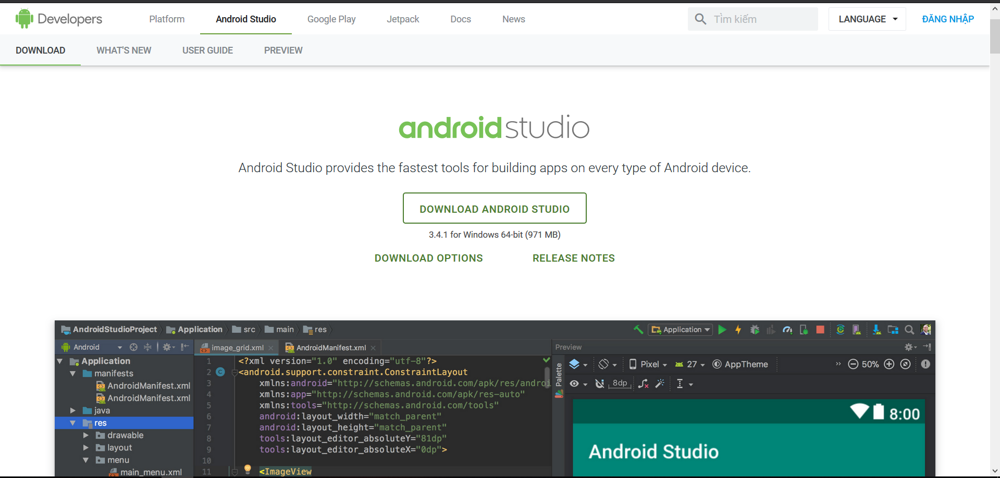 Developers Platform Android Studio Google Play Jetpack Docs News Tìm kiếm LANGUAGE ĐĂNG NHẬP
DOWNLOAD WHAT'S NEW USER GUIDE PREVIEW
androidstudio
Android Studio provides the fastest tools for building apps on every type of Android device.
DOWNLOAD ANDROID STUDIO
3.4.1 for Windows 64-bit (971 MB)
DOWNLOAD OPTIONS RELEASE NOTES
AndroidStudioProject Application src main res Application
Android image_grid.xml AndroidManifest.xml Preview
Application
manifests
AndroidManifest.xml
AndroidManifest.xml
java
res
drawable
layout
menu
main_menu.xml
1 <?xml version="1.0" encoding="utf-8"?>
2 <android.support.constraint.ConstraintLayout
3 xmlns:android="http://schemas.android.com/apk/res/androi
4 xmlns:app="http://schemas.android.com/apk/res-auto"
5 xmlns:tools="http://schemas.android.com/tools"
6 android:layout_width="match_parent"
7 android:layout_height="match_parent"
8 tools:layout_editor_absoluteY="81dp"
9 tools:layout_editor_absoluteX="0dp">
10
11 <ImageView
Palette
Pixel 27 AppTheme 50%
8dp
8:00
Android Studio